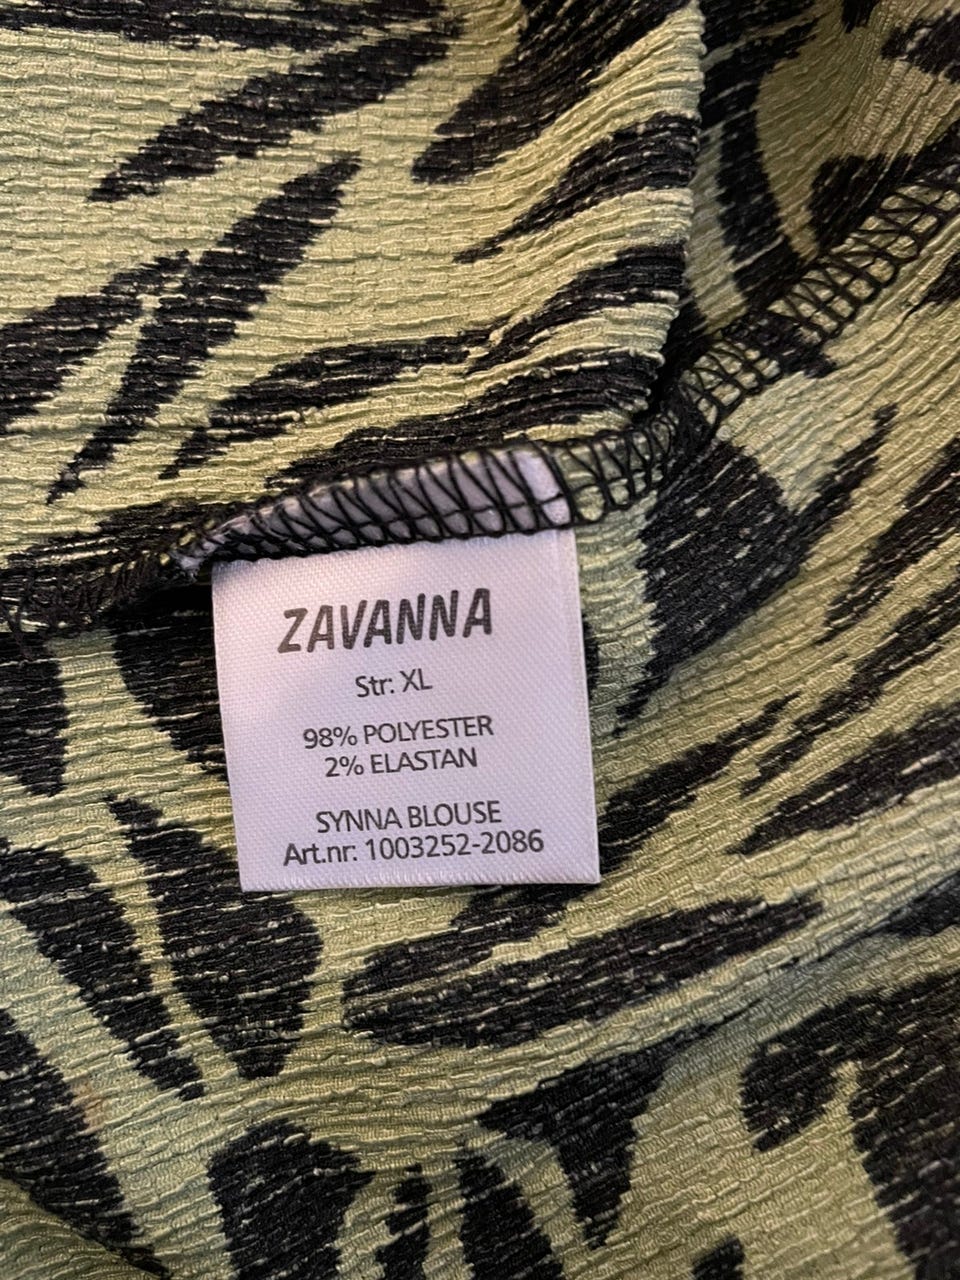 ZAVANNA
Str: XL
98% POLYESTER
2% ELASTAN
SYNNA BLOUSE
Art.nr: 1003252-2086